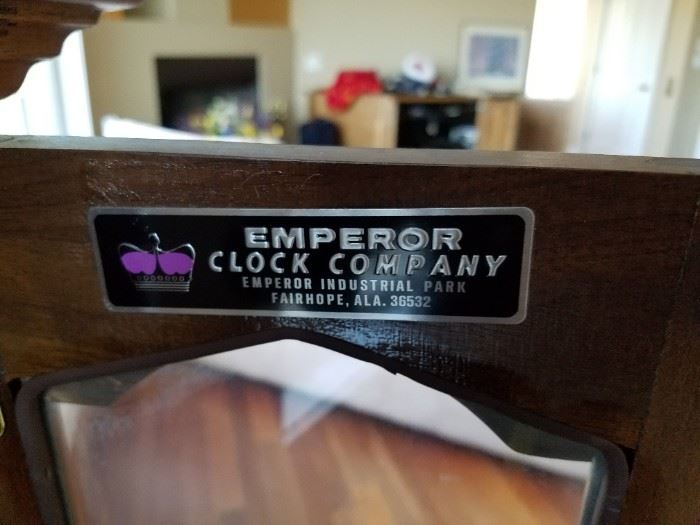 EMPEROR
CLOCK COMPANY
EMPEROR INDUSTRIAL PARK
FAIRHOPE, ALA. 36532